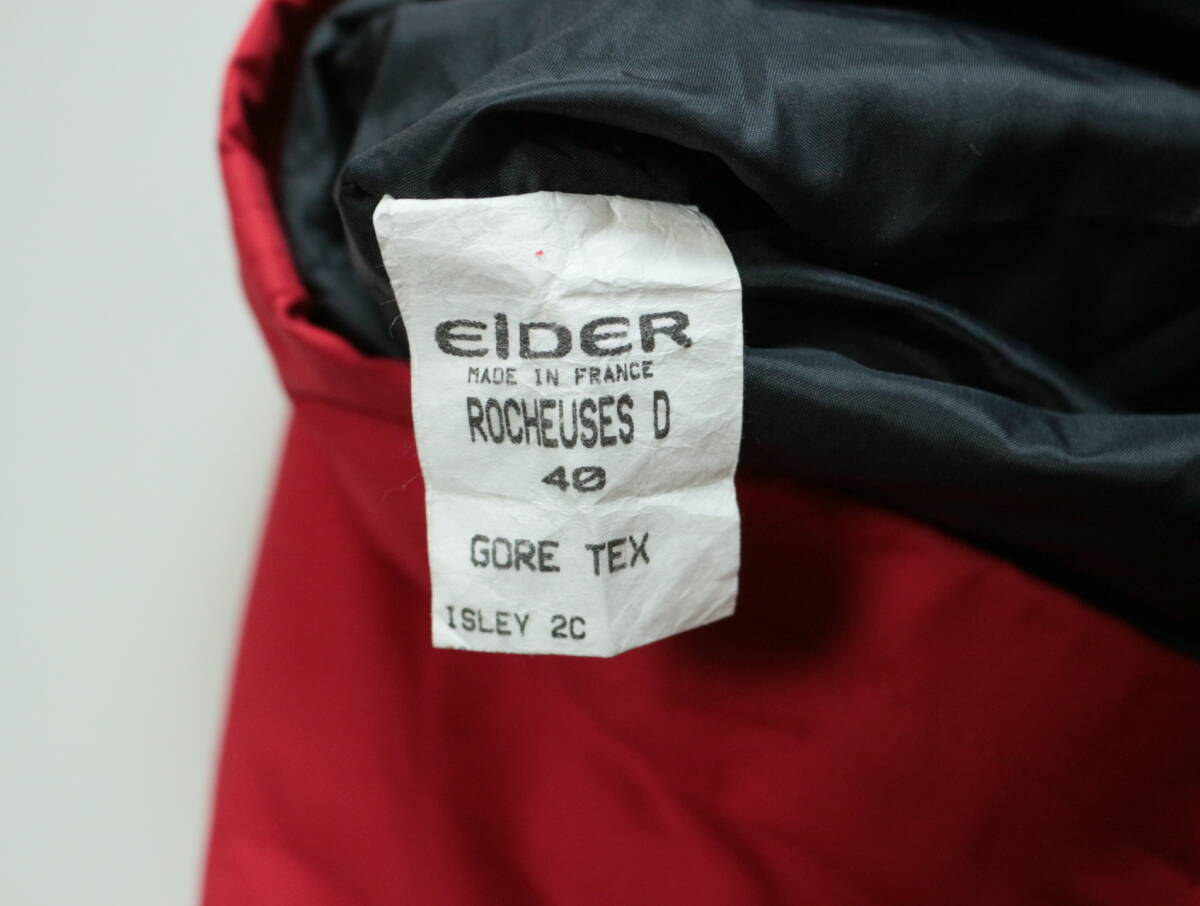 EIDER
MADE IN FRANCE
ROCHEUSES D
40
GORE TEX
ISLEY 2C